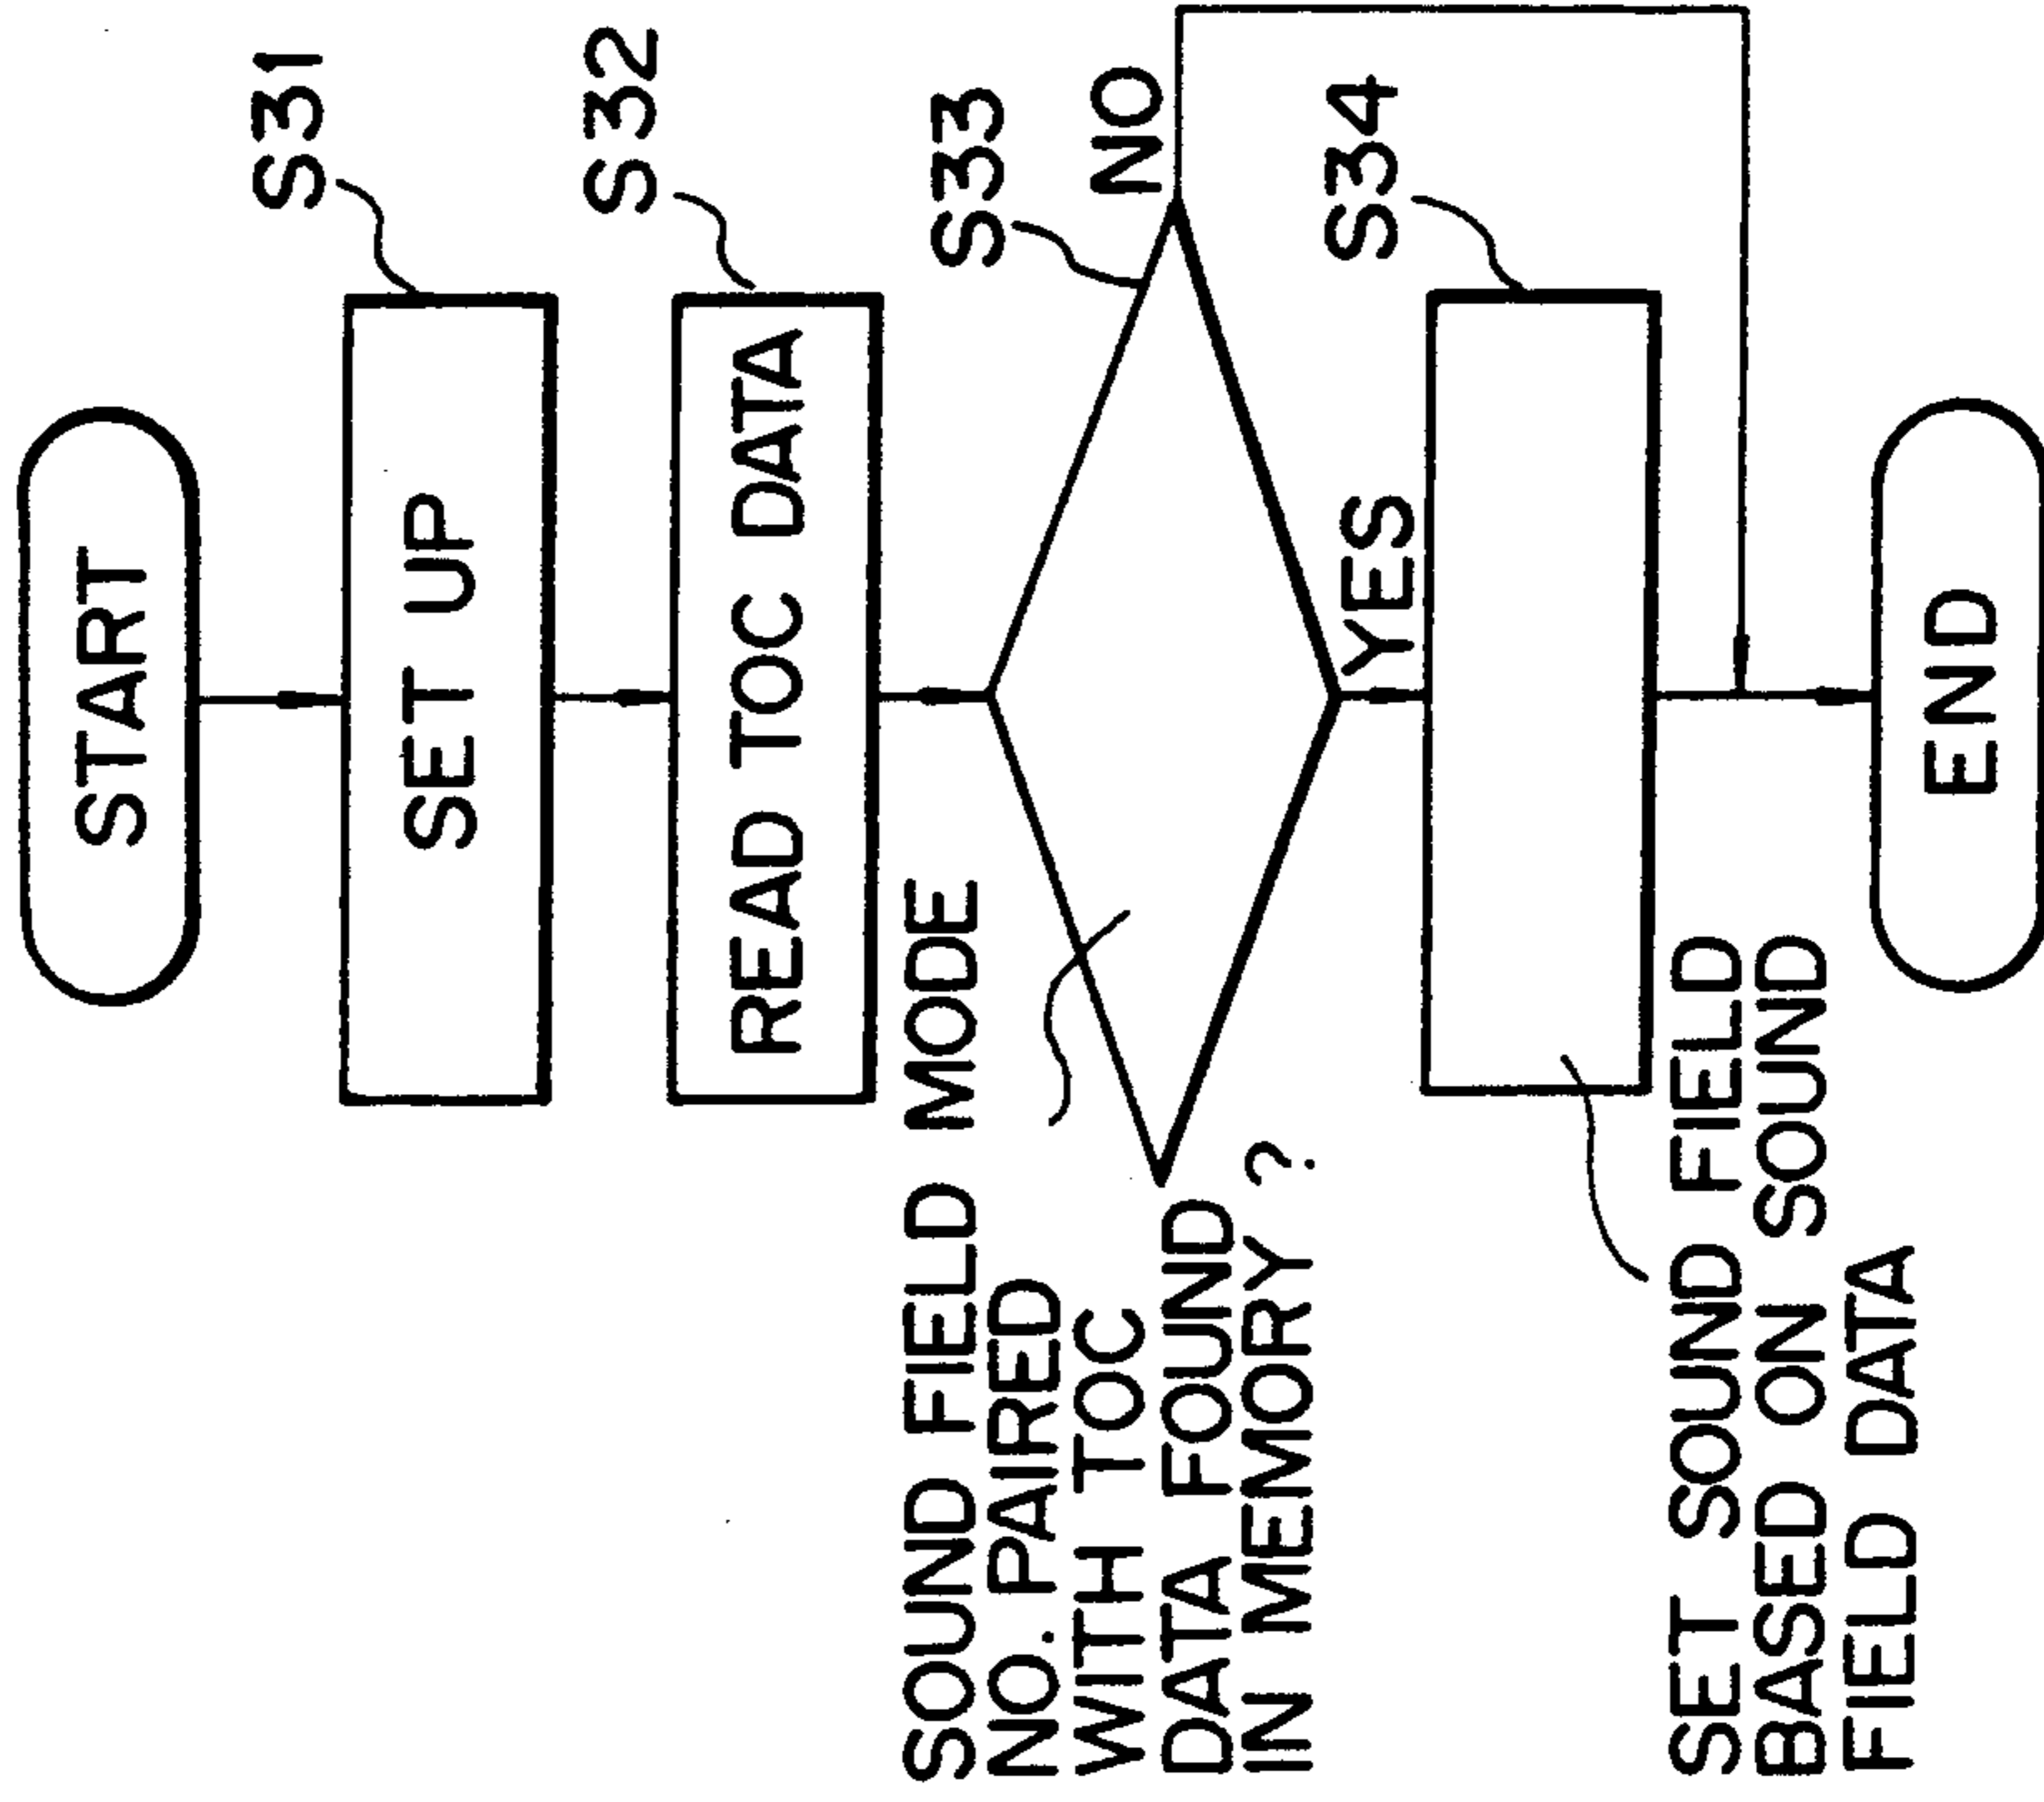 START
S31
SET UP
S32
READ TOC DATA
S33
SOUND FIELD MODE
NO. PAIRED
WITH TOC
DATA FOUND
IN MEMORY ?
NO
YES
S34
SET SOUND FIELD
BASED ON SOUND
FIELD DATA
END